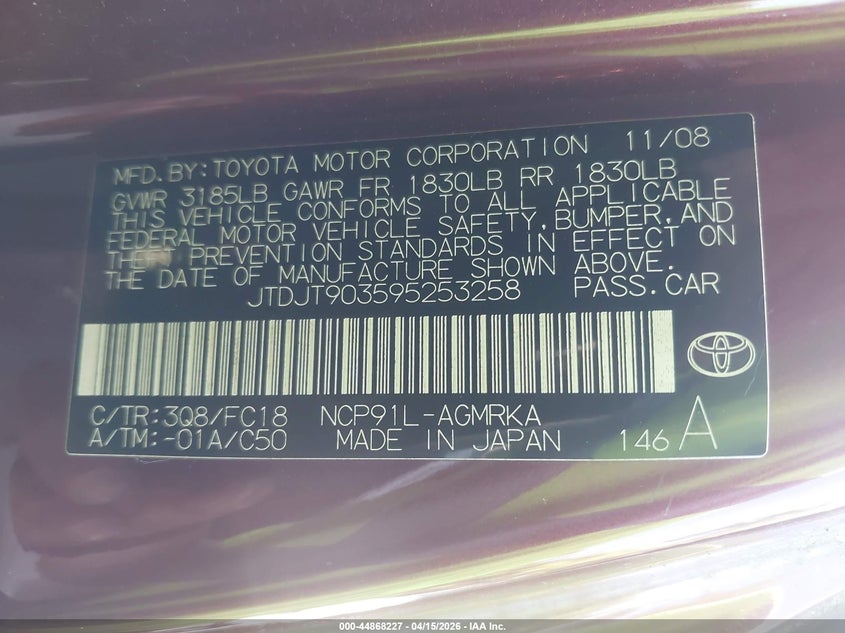 MFD. BY: TOYOTA MOTOR CORPORATION 11/08
GVWR 3185LB GAWR FR 1830LB RR 1830LB
THIS VEHICLE CONFORMS TO ALL APPLICABLE
FEDERAL MOTOR VEHICLE SAFETY, BUMPER, AND
THEFT PREVENTION STANDARDS IN EFFECT ON
THE DATE OF MANUFACTURE SHOWN ABOVE.
JTDJT903595253258 PASS. CAR
C/TR: 3Q8/FC18 NCP91L-AGMRKA
A/TM: -01A/C50 MADE IN JAPAN 146 A
000-44868227 - 04/15/2026 - IAA Inc.